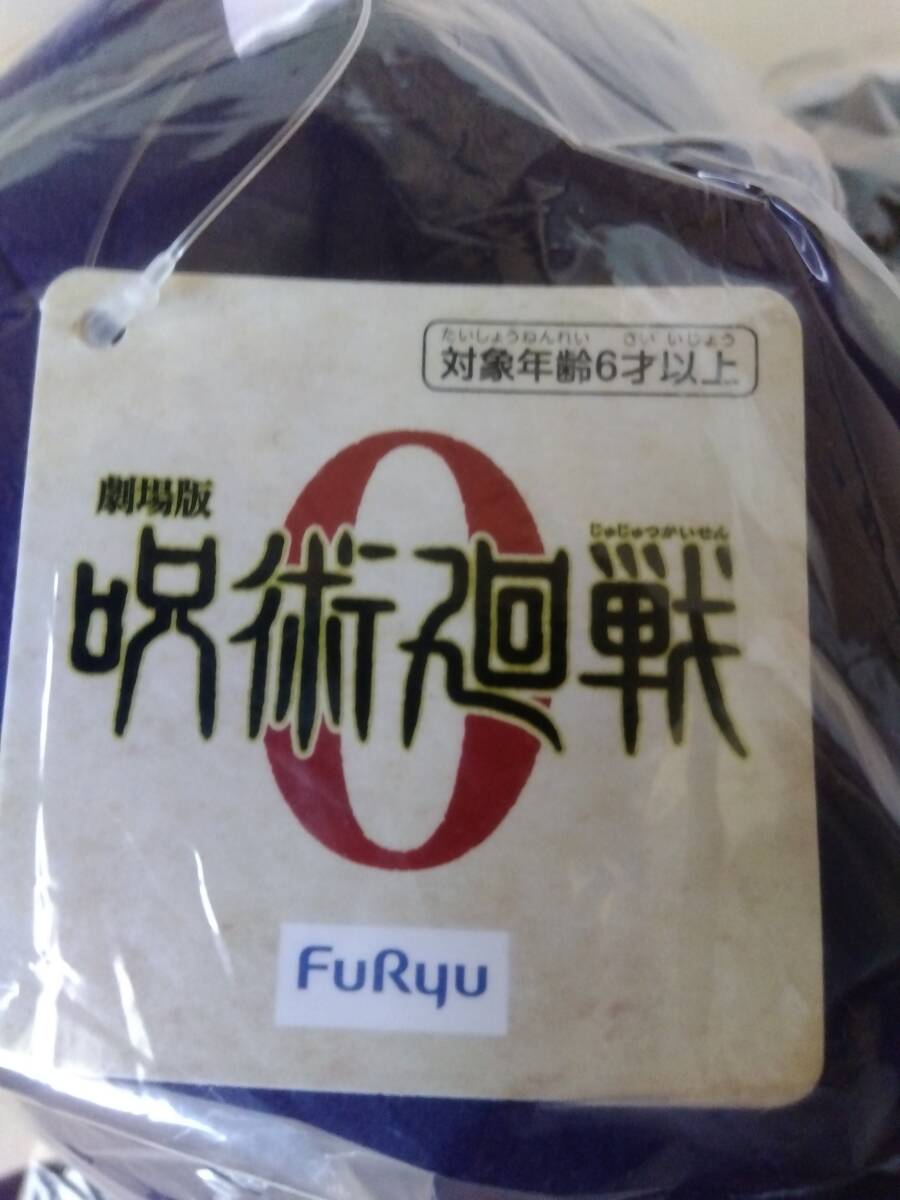 たいしょうねんれい さい いじょう
対象年齢6才以上
劇場版
じゅじゅつかいせん
呪術廻戦
0
FuRyu